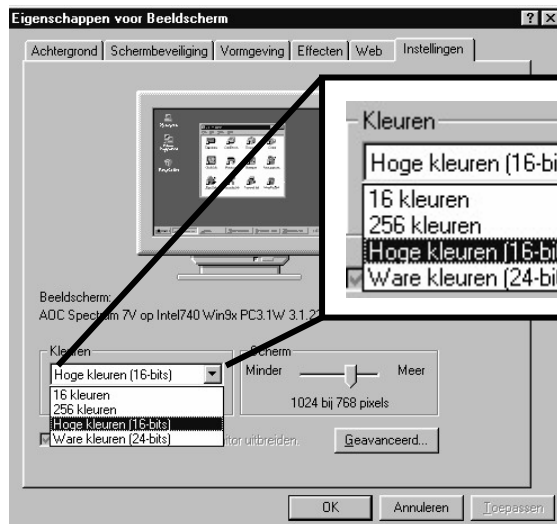 Eigenschappen voor Beeldscherm
Achtergrond Schermbeveiliging Vormgeving Effecten Web Instellingen
Kleuren
Hoge kleuren (16-bi
16 kleuren
256 kleuren
Hoge kleuren (16-bi
Ware kleuren (24-bi
Beeldscherm:
AOC Spectrum 7V op Intel740 Win9x PC3.1W 3.1.2
Kleuren
Hoge kleuren (16-bits)
16 kleuren
256 kleuren
Hoge kleuren (16-bits)
Ware kleuren (24-bits)
Scherm
Minder Meer
1024 bij 768 pixels
itor uitbreiden.
Geavanceerd...
OK Annuleren Toepassen